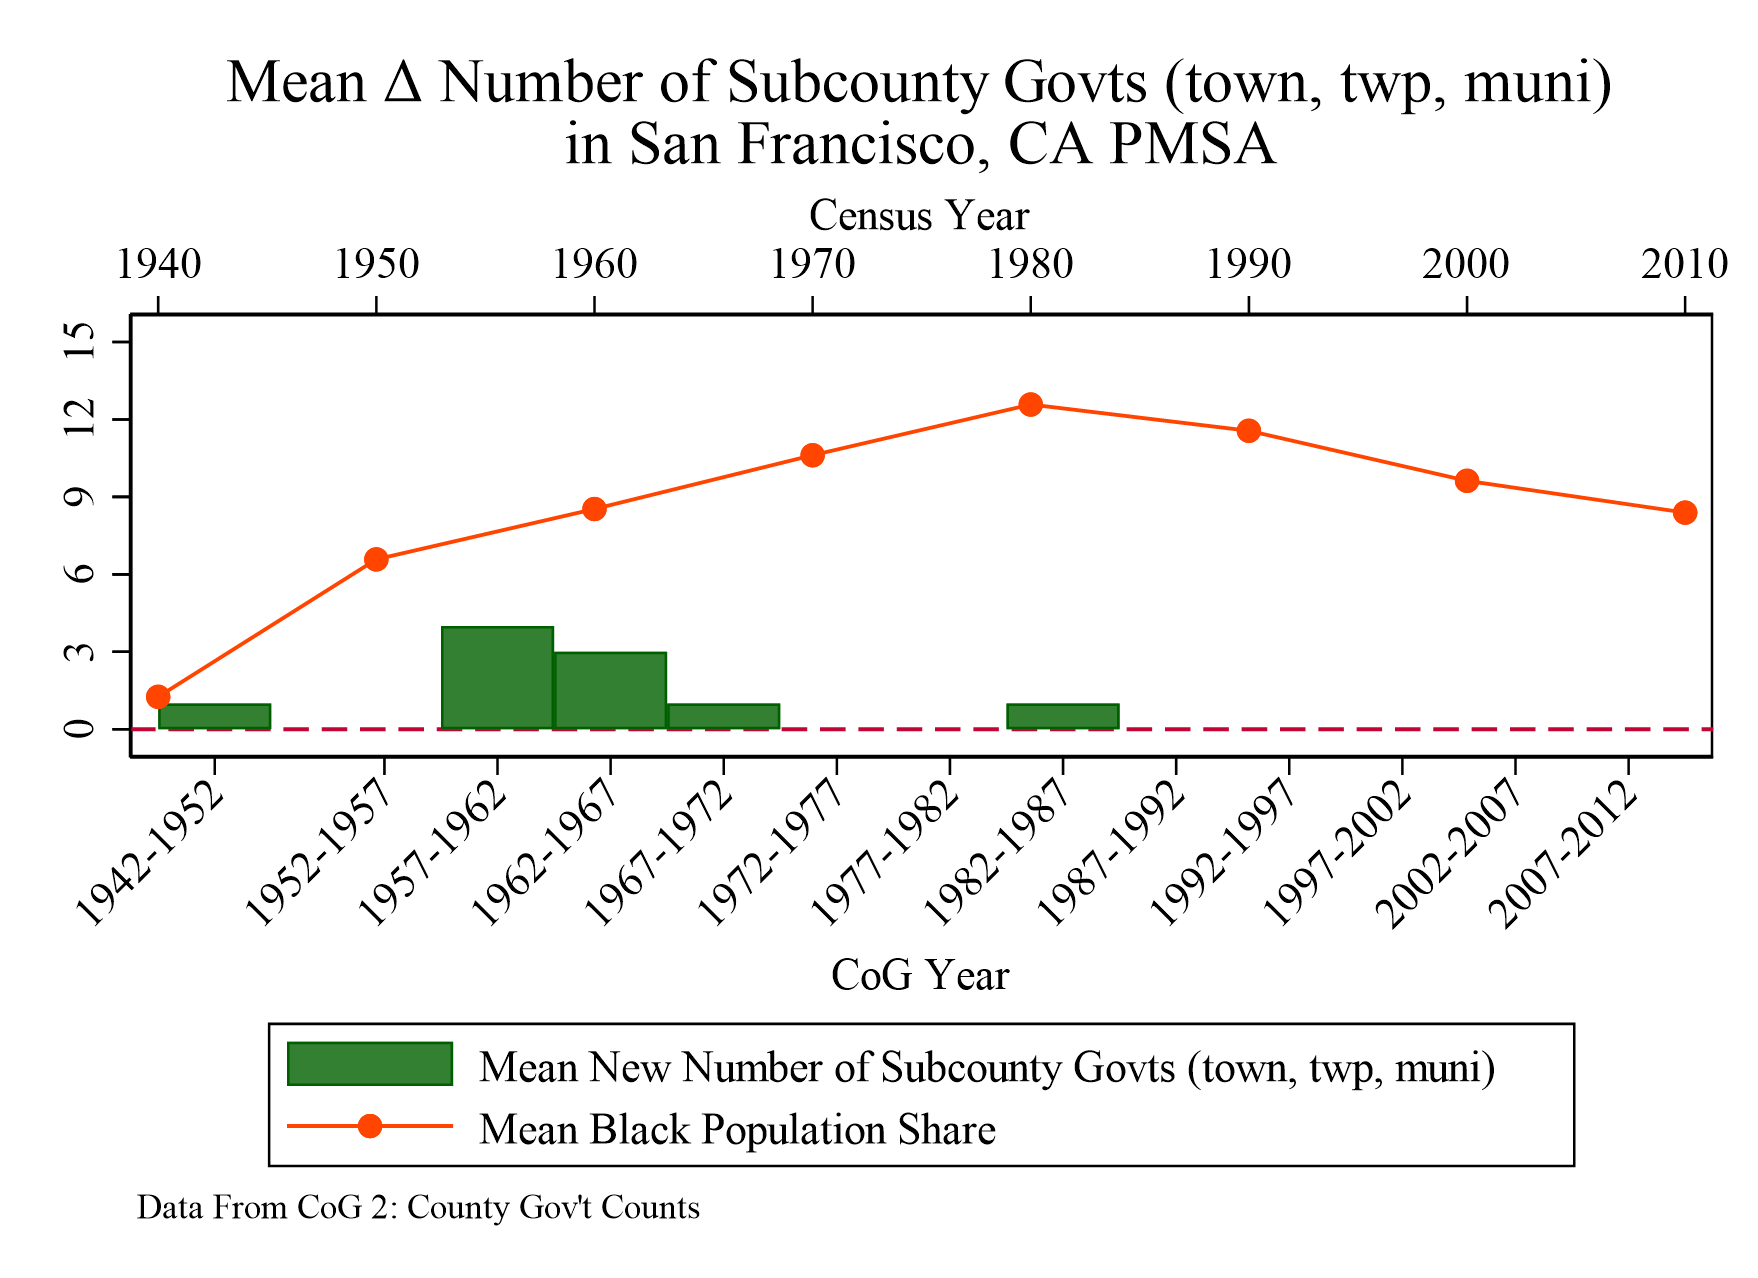 Mean Δ Number of Subcounty Govts (town, twp, muni)
in San Francisco, CA PMSA
Census Year
1940 1950 1960 1970 1980 1990 2000 2010
15
12
9
6
3
0
1942-1952 1952-1957 1957-1962 1962-1967 1967-1972 1972-1977 1977-1982 1982-1987 1987-1992 1992-1997 1997-2002 2002-2007 2007-2012
CoG Year
Mean New Number of Subcounty Govts (town, twp, muni)
Mean Black Population Share
Data From CoG 2: County Gov't Counts